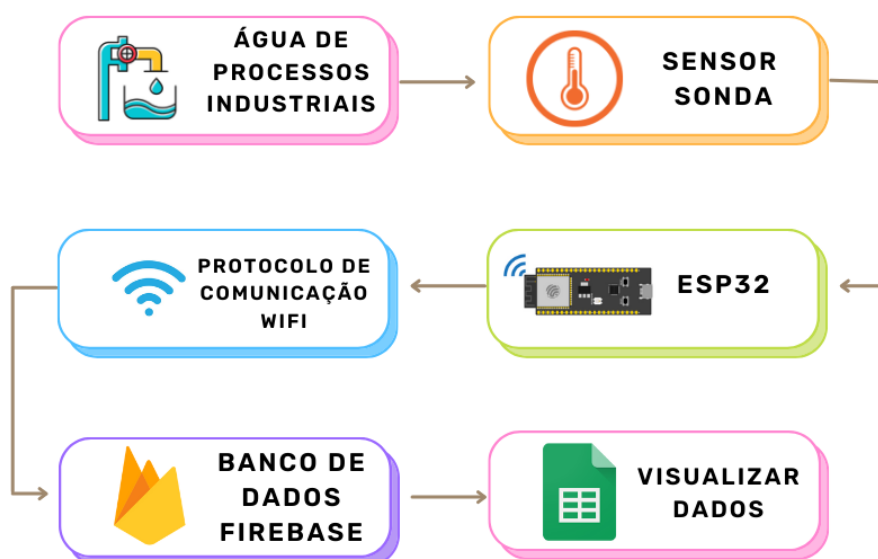 ÁGUA DE
PROCESSOS
INDUSTRIAIS
SENSOR
SONDA
PROTOCOLO DE
COMUNICAÇÃO
WIFI
ESP32
BANCO DE
DADOS
FIREBASE
VISUALIZAR
DADOS